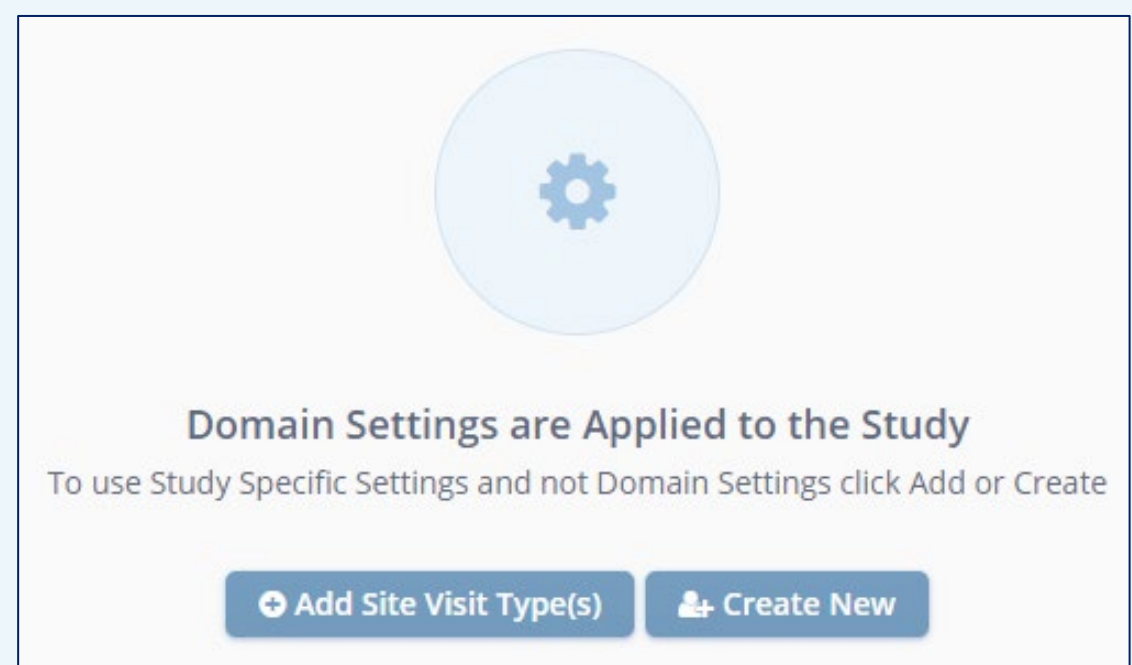 Domain Settings are Applied to the Study
To use Study Specific Settings and not Domain Settings click Add or Create
Add Site Visit Type(s) Create New